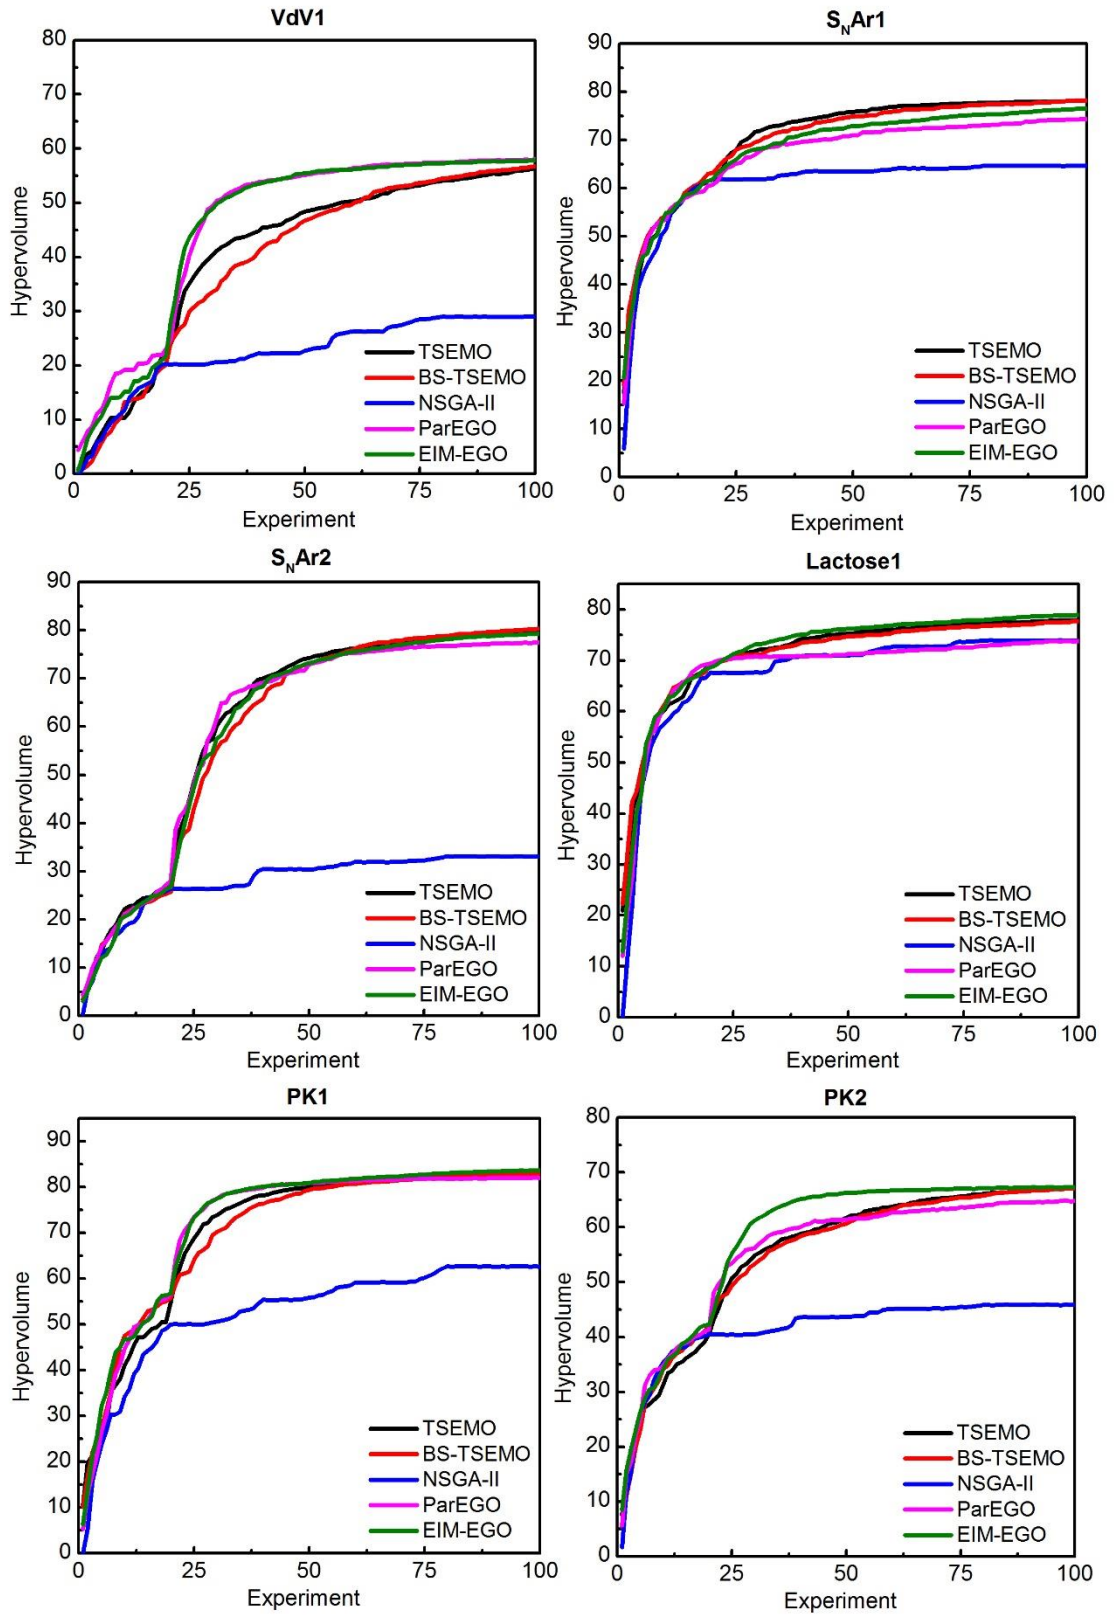 VdV1
Hypervolume
80
70
60
50
40
30
20
10
0
TSEMO
BS-TSEMO
NSGA-II
ParEGO
EIM-EGO
0 25 50 75 100
Experiment
SNAr1
Hypervolume
90
80
70
60
50
40
30
20
10
0
TSEMO
BS-TSEMO
NSGA-II
ParEGO
EIM-EGO
0 25 50 75 100
Experiment
SNAr2
Hypervolume
90
80
70
60
50
40
30
20
10
0
TSEMO
BS-TSEMO
NSGA-II
ParEGO
EIM-EGO
0 25 50 75 100
Experiment
Lactose1
Hypervolume
80
70
60
50
40
30
20
10
0
TSEMO
BS-TSEMO
NSGA-II
ParEGO
EIM-EGO
0 25 50 75 100
Experiment
PK1
Hypervolume
90
80
70
60
50
40
30
20
10
0
TSEMO
BS-TSEMO
NSGA-II
ParEGO
EIM-EGO
0 25 50 75 100
Experiment
PK2
Hypervolume
80
70
60
50
40
30
20
10
0
TSEMO
BS-TSEMO
NSGA-II
ParEGO
EIM-EGO
0 25 50 75 100
Experiment